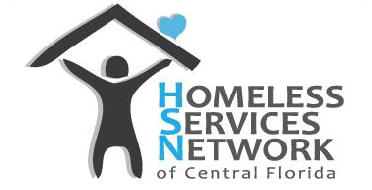 HOMELESS
SERVICES
NETWORK
of Central Florida